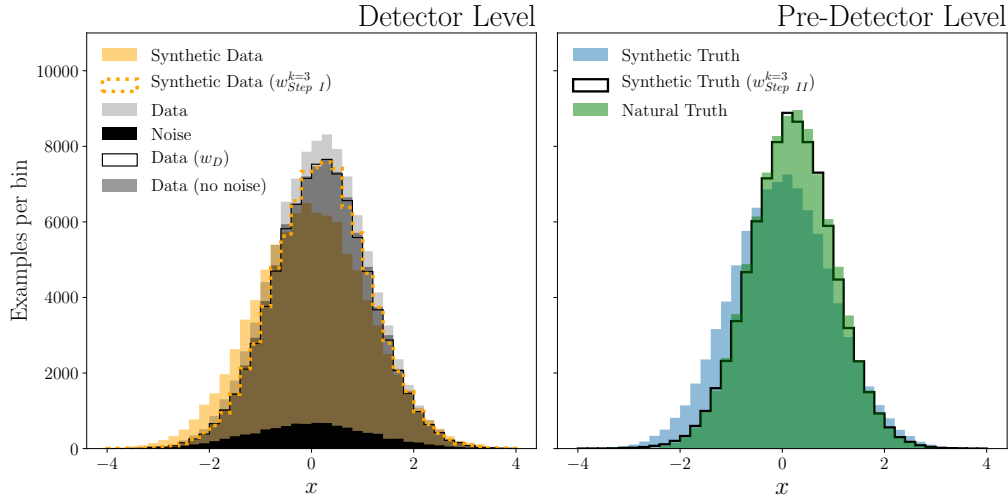 Detector Level
Examples per bin
10000
8000
6000
4000
2000
0
Synthetic Data
Synthetic Data ($w_{Step\ I}^{k=3}$)
Data
Noise
Data ($w_D$)
Data (no noise)
−4 −2 0 2 4
x
Pre-Detector Level
Synthetic Truth
Synthetic Truth ($w_{Step\ II}^{k=3}$)
Natural Truth
−4 −2 0 2 4
x